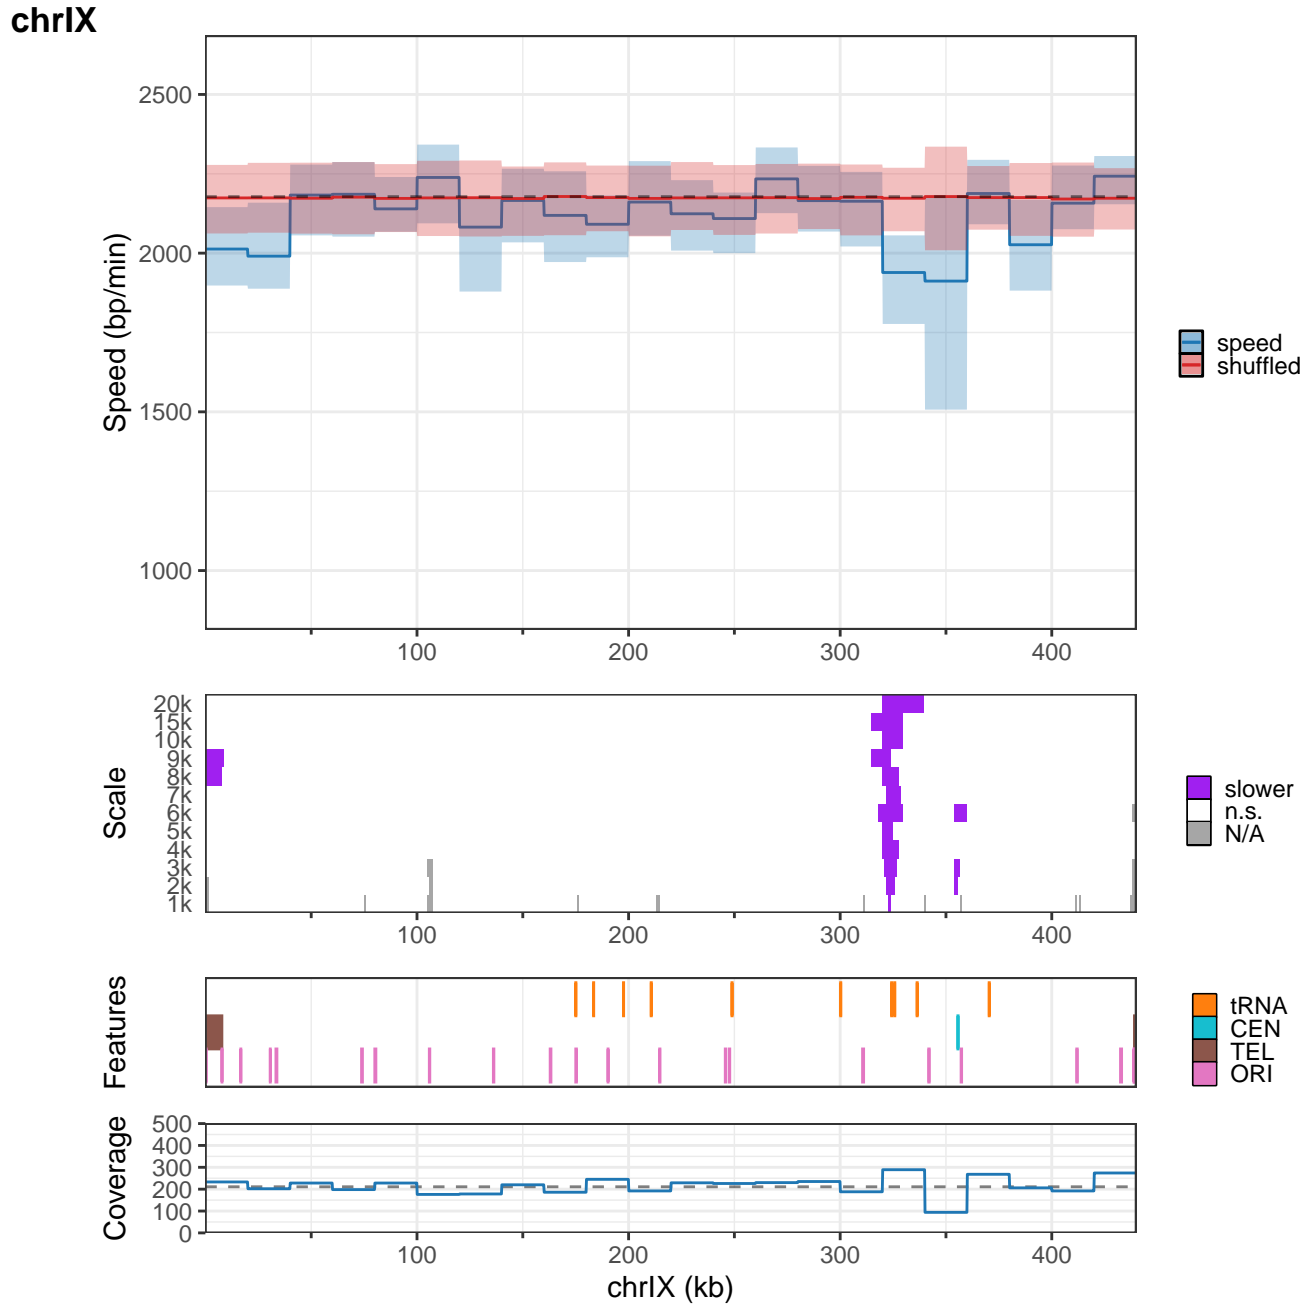 chrIX
2500
2000
1500
1000
Speed (bp/min)
100
200
300
400
speed
shuffled
20k
15k
10k
9k
8k
7k
6k
5k
4k
3k
2k
1k
Scale
100
200
300
400
slower
n.s.
N/A
Features
tRNA
CEN
TEL
ORI
500
400
300
200
100
0
Coverage
100
200
300
400
chrIX (kb)